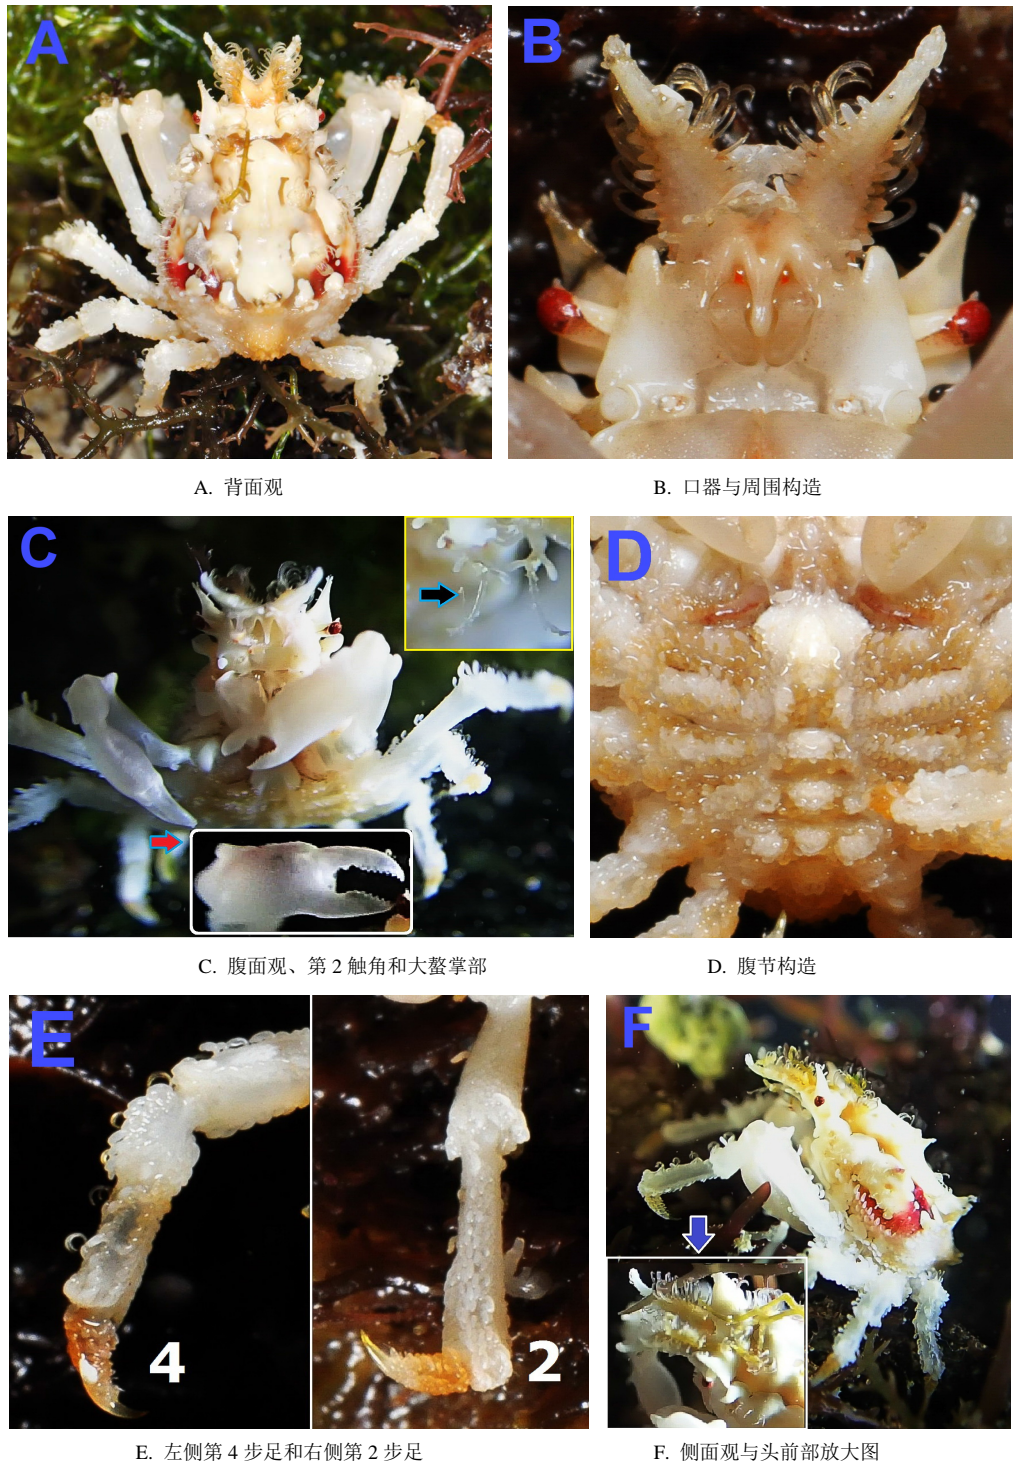 A
B
A. 背面观
B. 口器与周围构造
C
D
C. 腹面观、第 2 触角和大螯掌部
D. 腹节构造
E
4
2
F
E. 左侧第 4 步足和右侧第 2 步足
F. 侧面观与头前部放大图